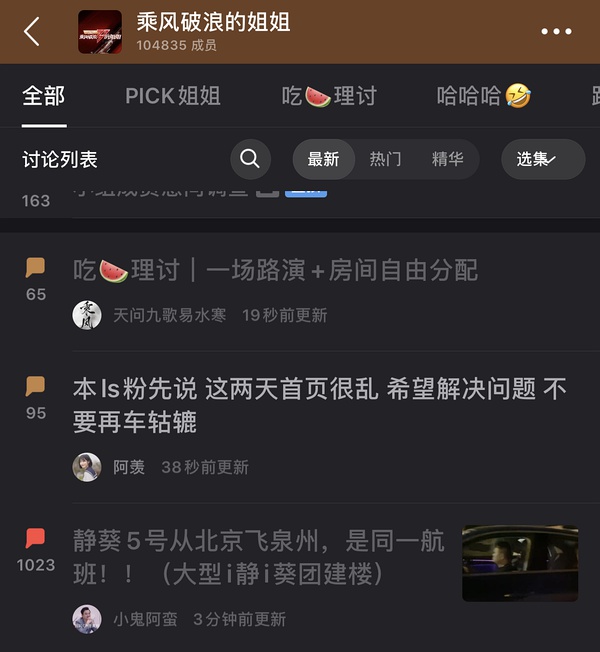 乘风破浪的姐姐
104835 成员
全部
PICK姐姐
吃🍉理讨
哈哈哈🤣
讨论列表
最新
热门
精华
选集
163
吃🍉理讨｜一场路演+房间自由分配
65
天问九歌易水寒 19秒前更新
本ls粉先说 这两天首页很乱 希望解决问题 不
要再车轱辘
95
阿羡 38秒前更新
静葵5号从北京飞泉州，是同一航
班！！（大型i静i葵团建楼）
1023
小鬼阿蛮 3分钟前更新